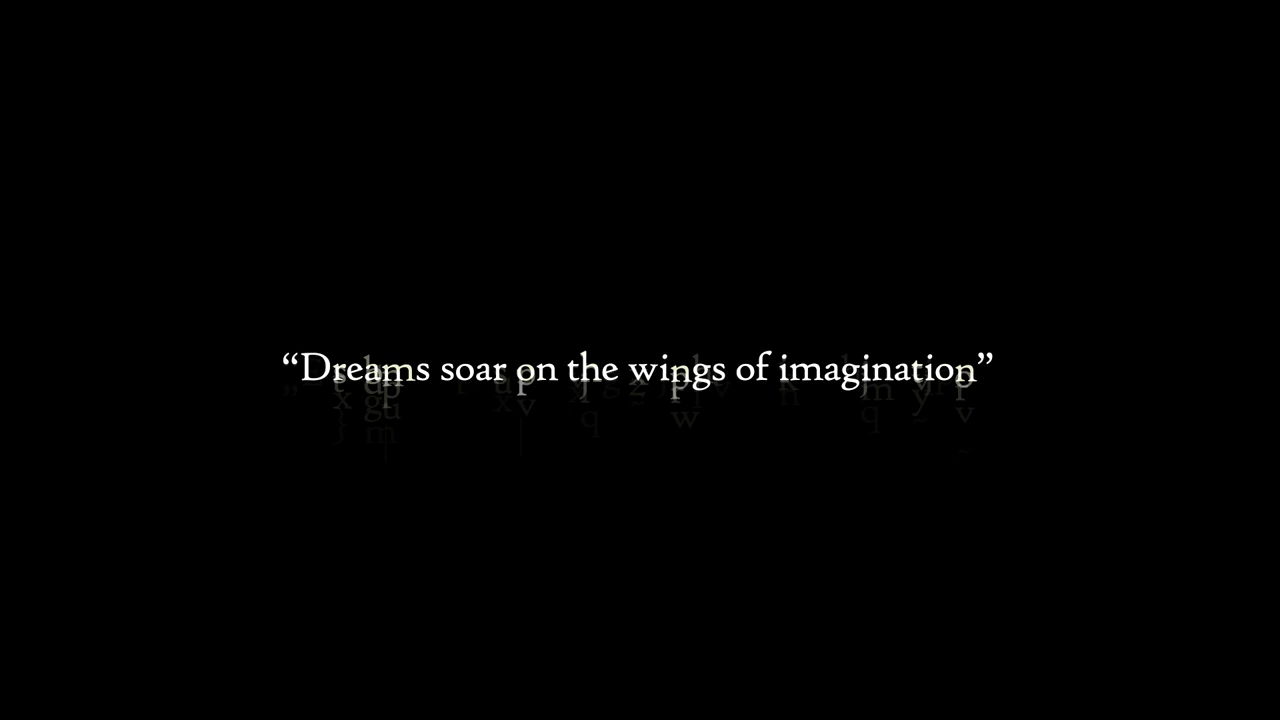 “Dreams soar on the wings of imagination”